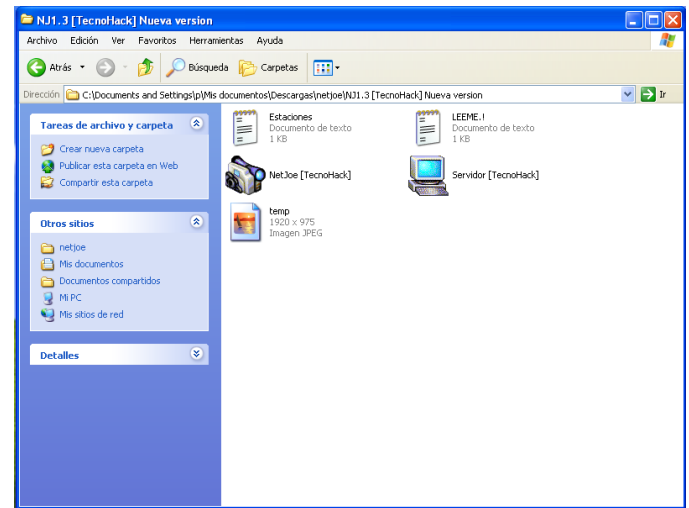 NJ1.3 [TecnoHack] Nueva version
Archivo Edición Ver Favoritos Herramientas Ayuda
Atrás Búsqueda Carpetas
Dirección C:\Documents and Settings\p\Mis documentos\Descargas\netjoe\NJ1.3 [TecnoHack] Nueva version Ir
Tareas de archivo y carpeta
Crear nueva carpeta
Publicar esta carpeta en Web
Compartir esta carpeta
Otros sitios
netjoe
Mis documentos
Documentos compartidos
Mi PC
Mis sitios de red
Detalles
Estaciones
Documento de texto
1 KB
LEEME.!
Documento de texto
1 KB
NetJoe [TecnoHack]
Servidor [TecnoHack]
temp
1920 x 975
Imagen JPEG